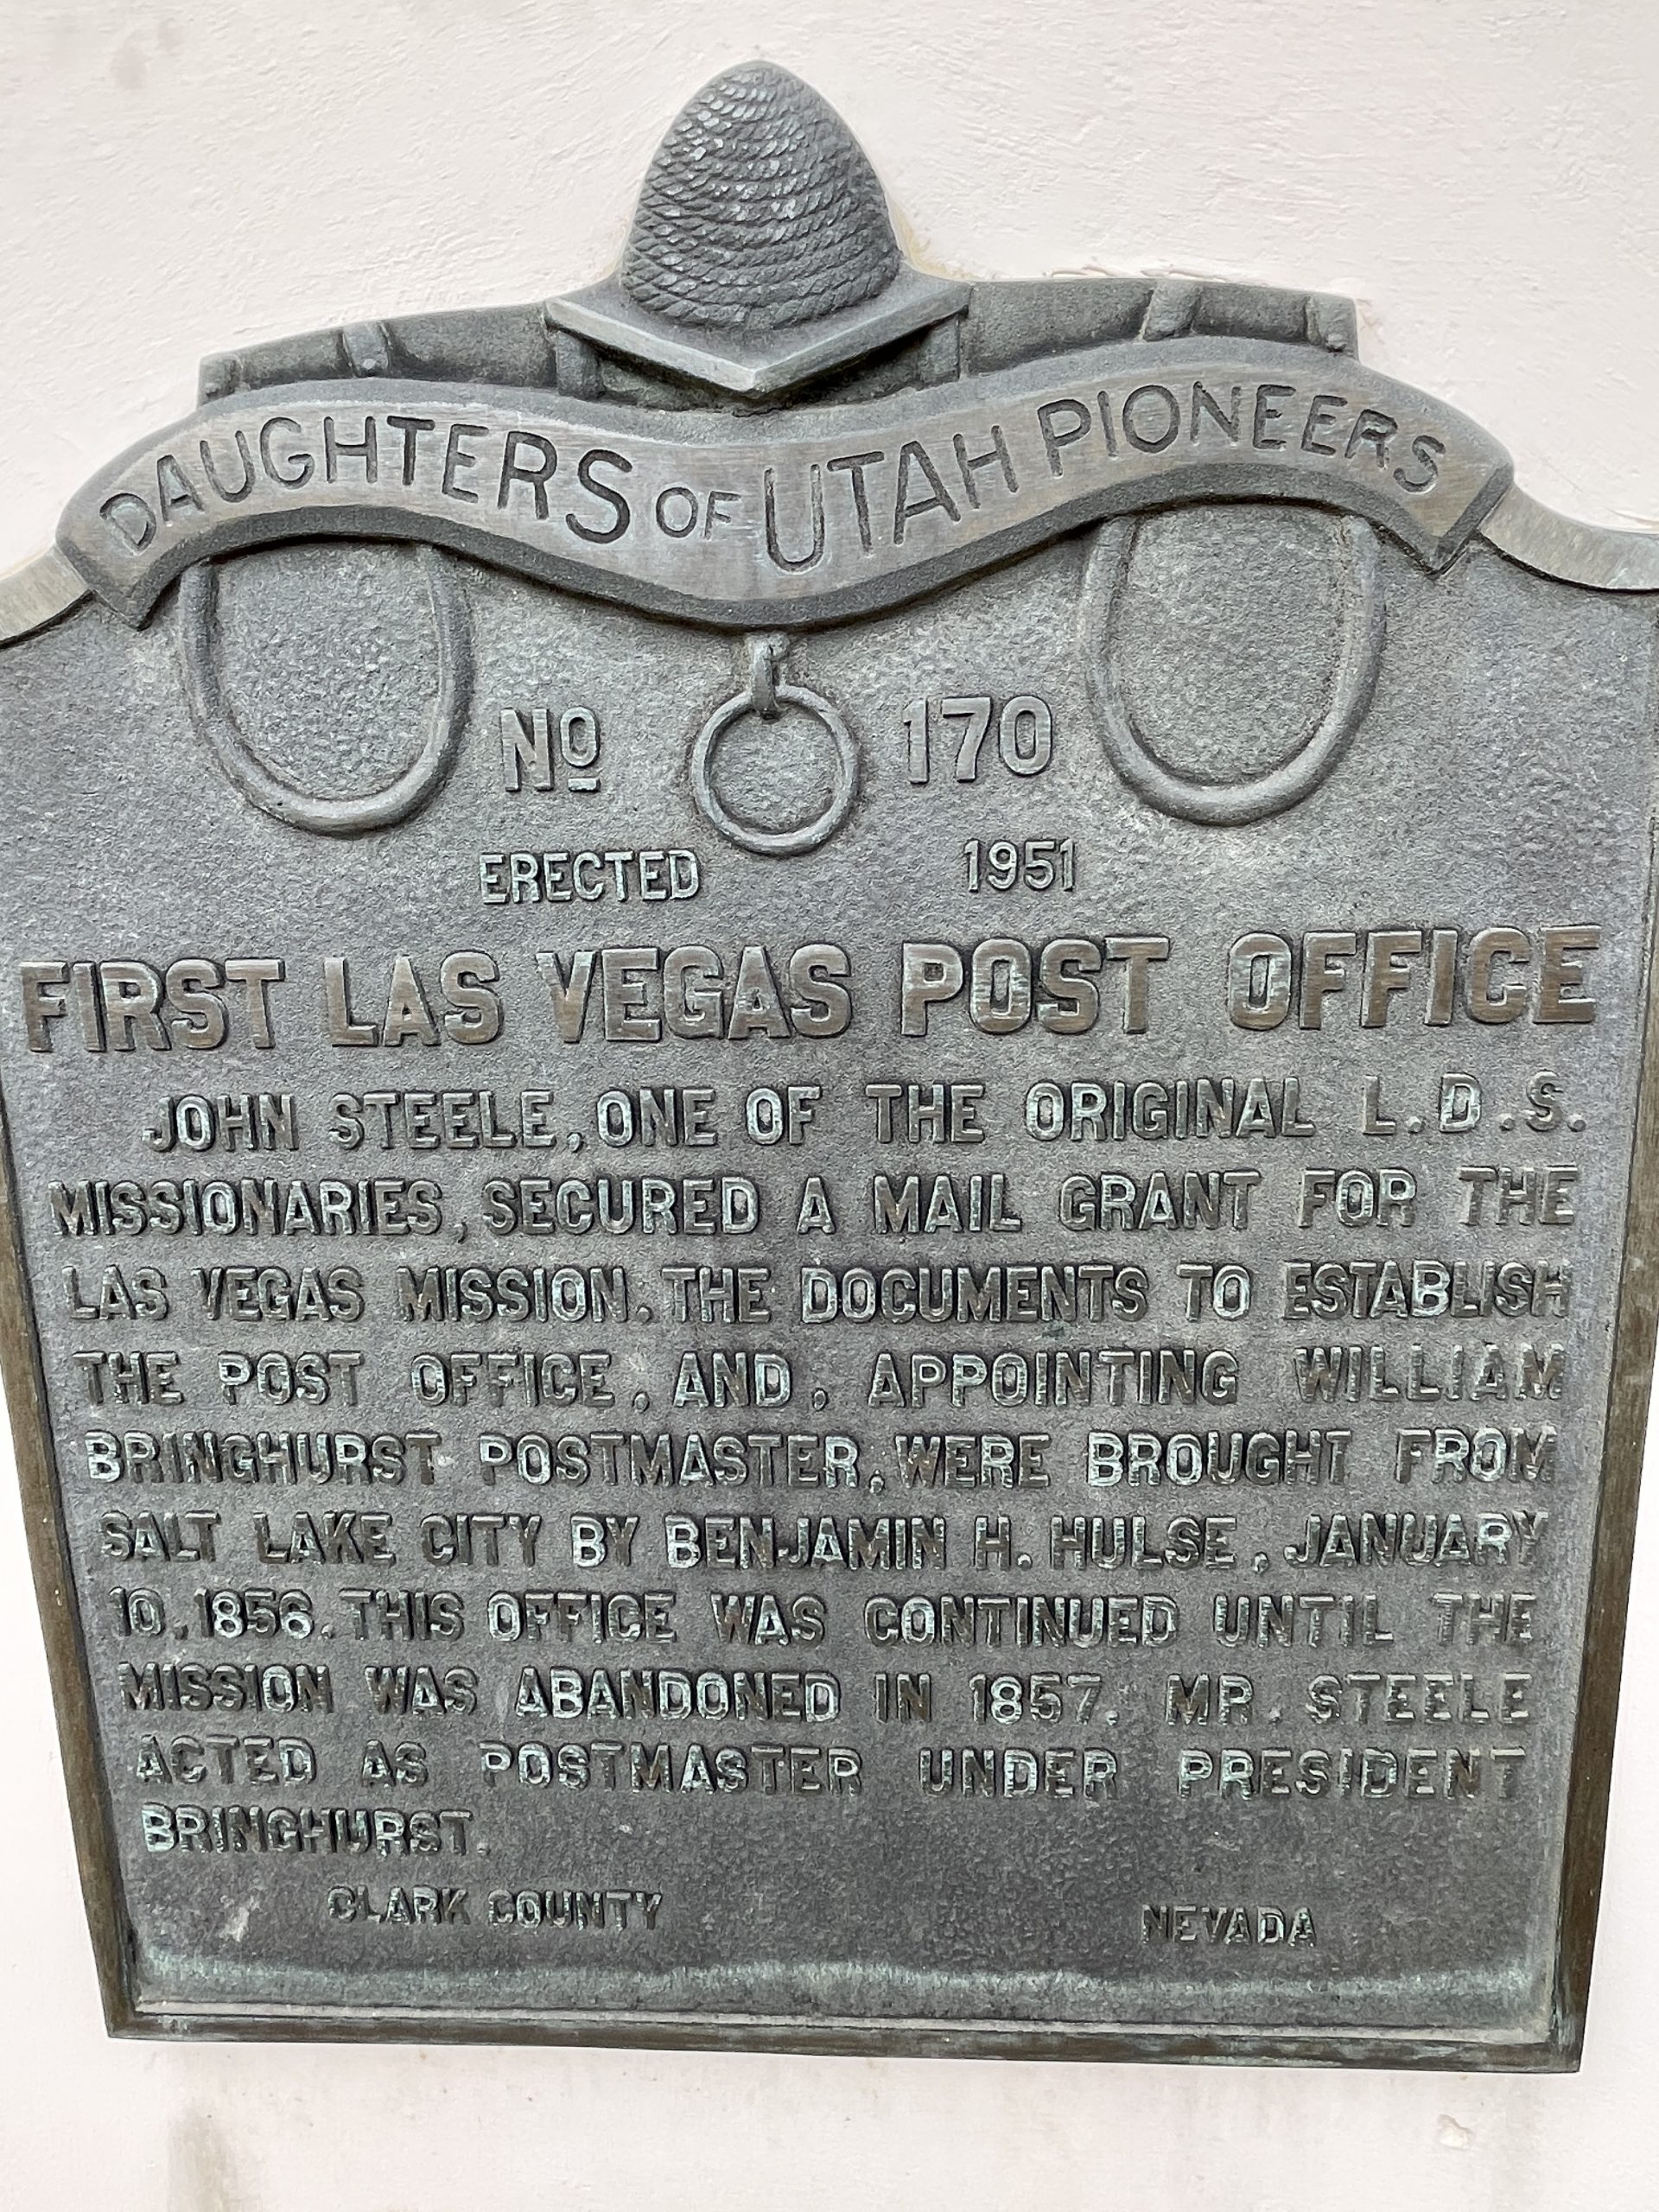 DAUGHTERS OF UTAH PIONEERS
No 170
ERECTED 1951
FIRST LAS VEGAS POST OFFICE
JOHN STEELE, ONE OF THE ORIGINAL L.D.S.
MISSIONARIES, SECURED A MAIL GRANT FOR THE
LAS VEGAS MISSION. THE DOCUMENTS TO ESTABLISH
THE POST OFFICE, AND, APPOINTING WILLIAM
BRINGHURST POSTMASTER, WERE BROUGHT FROM
SALT LAKE CITY BY BENJAMIN H. HULSE, JANUARY
10, 1856. THIS OFFICE WAS CONTINUED UNTIL THE
MISSION WAS ABANDONED IN 1857. MR. STEELE
ACTED AS POSTMASTER UNDER PRESIDENT
BRINGHURST.
CLARK COUNTY NEVADA